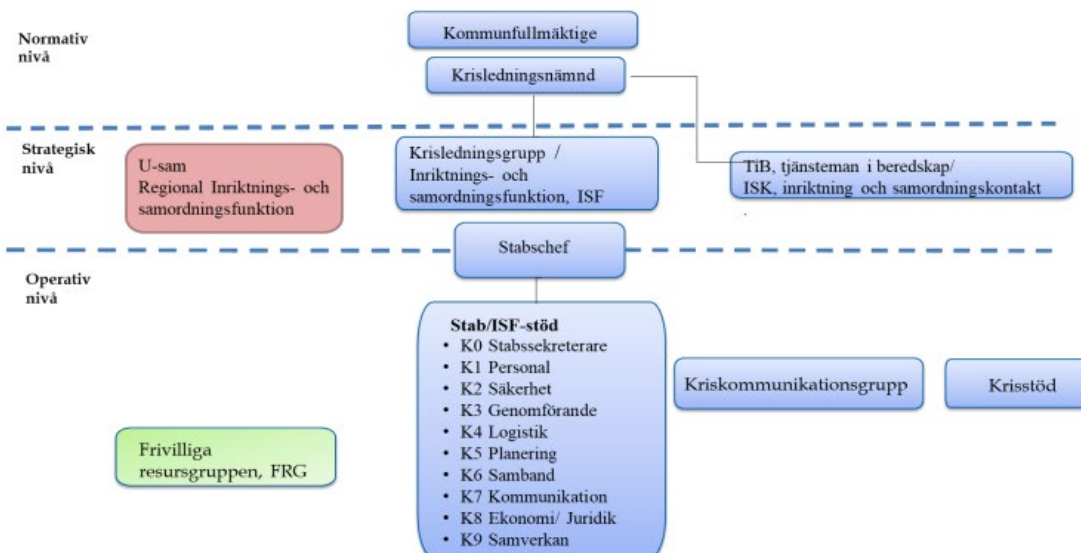 Normativ
nivå
Kommunfullmäktige
Krisledningsnämnd
Strategisk
nivå
U-sam
Regional Inriktnings- och
samordningsfunktion
Krisledningsgrupp /
Inriktnings- och
samordningsfunktion, ISF
TiB, tjänsteman i beredskap/
ISK, inriktning och samordningskontakt
.
Stabschef
Operativ
nivå
Stab/ISF-stöd
• K0 Stabssekreterare
• K1 Personal
• K2 Säkerhet
• K3 Genomförande
• K4 Logistik
• K5 Planering
• K6 Samband
• K7 Kommunikation
• K8 Ekonomi/ Juridik
• K9 Samverkan
Kriskommunikationsgrupp
Krisstöd
Frivilliga
resursgruppen, FRG